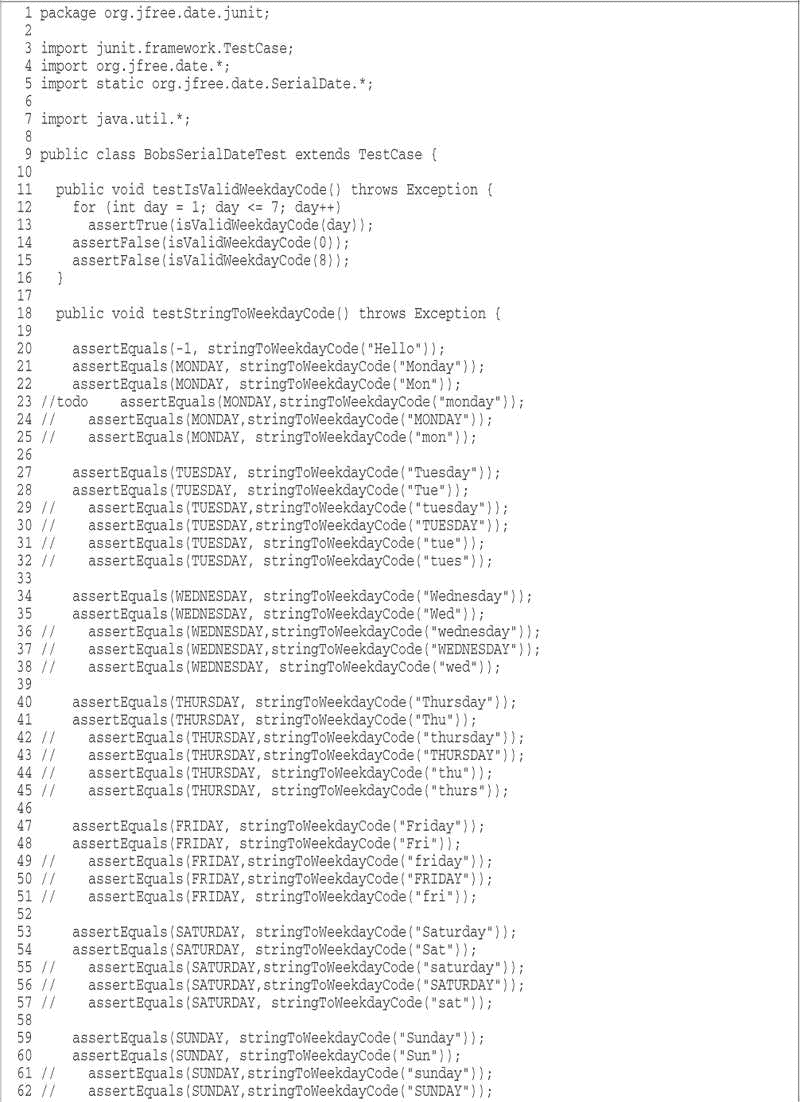 1 package org.jfree.date.junit;
2
3 import junit.framework.TestCase;
4 import org.jfree.date.*;
5 import static org.jfree.date.SerialDate.*;
6
7 import java.util.*;
8
9 public class BobsSerialDateTest extends TestCase {
10
11   public void testIsValidWeekdayCode() throws Exception {
12     for (int day = 1; day <= 7; day++)
13       assertTrue(isValidWeekdayCode(day));
14     assertFalse(isValidWeekdayCode(0));
15     assertFalse(isValidWeekdayCode(8));
16   }
17
18   public void testStringToWeekdayCode() throws Exception {
19
20     assertEquals(-1, stringToWeekdayCode("Hello"));
21     assertEquals(MONDAY, stringToWeekdayCode("Monday"));
22     assertEquals(MONDAY, stringToWeekdayCode("Mon"));
23 //todo    assertEquals(MONDAY,stringToWeekdayCode("monday"));
24 //    assertEquals(MONDAY,stringToWeekdayCode("MONDAY"));
25 //    assertEquals(MONDAY, stringToWeekdayCode("mon"));
26
27     assertEquals(TUESDAY, stringToWeekdayCode("Tuesday"));
28     assertEquals(TUESDAY, stringToWeekdayCode("Tue"));
29 //    assertEquals(TUESDAY,stringToWeekdayCode("tuesday"));
30 //    assertEquals(TUESDAY,stringToWeekdayCode("TUESDAY"));
31 //    assertEquals(TUESDAY, stringToWeekdayCode("tue"));
32 //    assertEquals(TUESDAY, stringToWeekdayCode("tues"));
33
34     assertEquals(WEDNESDAY, stringToWeekdayCode("Wednesday"));
35     assertEquals(WEDNESDAY, stringToWeekdayCode("Wed"));
36 //    assertEquals(WEDNESDAY,stringToWeekdayCode("wednesday"));
37 //    assertEquals(WEDNESDAY,stringToWeekdayCode("WEDNESDAY"));
38 //    assertEquals(WEDNESDAY, stringToWeekdayCode("wed"));
39
40     assertEquals(THURSDAY, stringToWeekdayCode("Thursday"));
41     assertEquals(THURSDAY, stringToWeekdayCode("Thu"));
42 //    assertEquals(THURSDAY,stringToWeekdayCode("thursday"));
43 //    assertEquals(THURSDAY,stringToWeekdayCode("THURSDAY"));
44 //    assertEquals(THURSDAY, stringToWeekdayCode("thu"));
45 //    assertEquals(THURSDAY, stringToWeekdayCode("thurs"));
46
47     assertEquals(FRIDAY, stringToWeekdayCode("Friday"));
48     assertEquals(FRIDAY, stringToWeekdayCode("Fri"));
49 //    assertEquals(FRIDAY,stringToWeekdayCode("friday"));
50 //    assertEquals(FRIDAY,stringToWeekdayCode("FRIDAY"));
51 //    assertEquals(FRIDAY, stringToWeekdayCode("fri"));
52
53     assertEquals(SATURDAY, stringToWeekdayCode("Saturday"));
54     assertEquals(SATURDAY, stringToWeekdayCode("Sat"));
55 //    assertEquals(SATURDAY,stringToWeekdayCode("saturday"));
56 //    assertEquals(SATURDAY,stringToWeekdayCode("SATURDAY"));
57 //    assertEquals(SATURDAY, stringToWeekdayCode("sat"));
58
59     assertEquals(SUNDAY, stringToWeekdayCode("Sunday"));
60     assertEquals(SUNDAY, stringToWeekdayCode("Sun"));
61 //    assertEquals(SUNDAY,stringToWeekdayCode("sunday"));
62 //    assertEquals(SUNDAY,stringToWeekdayCode("SUNDAY"));